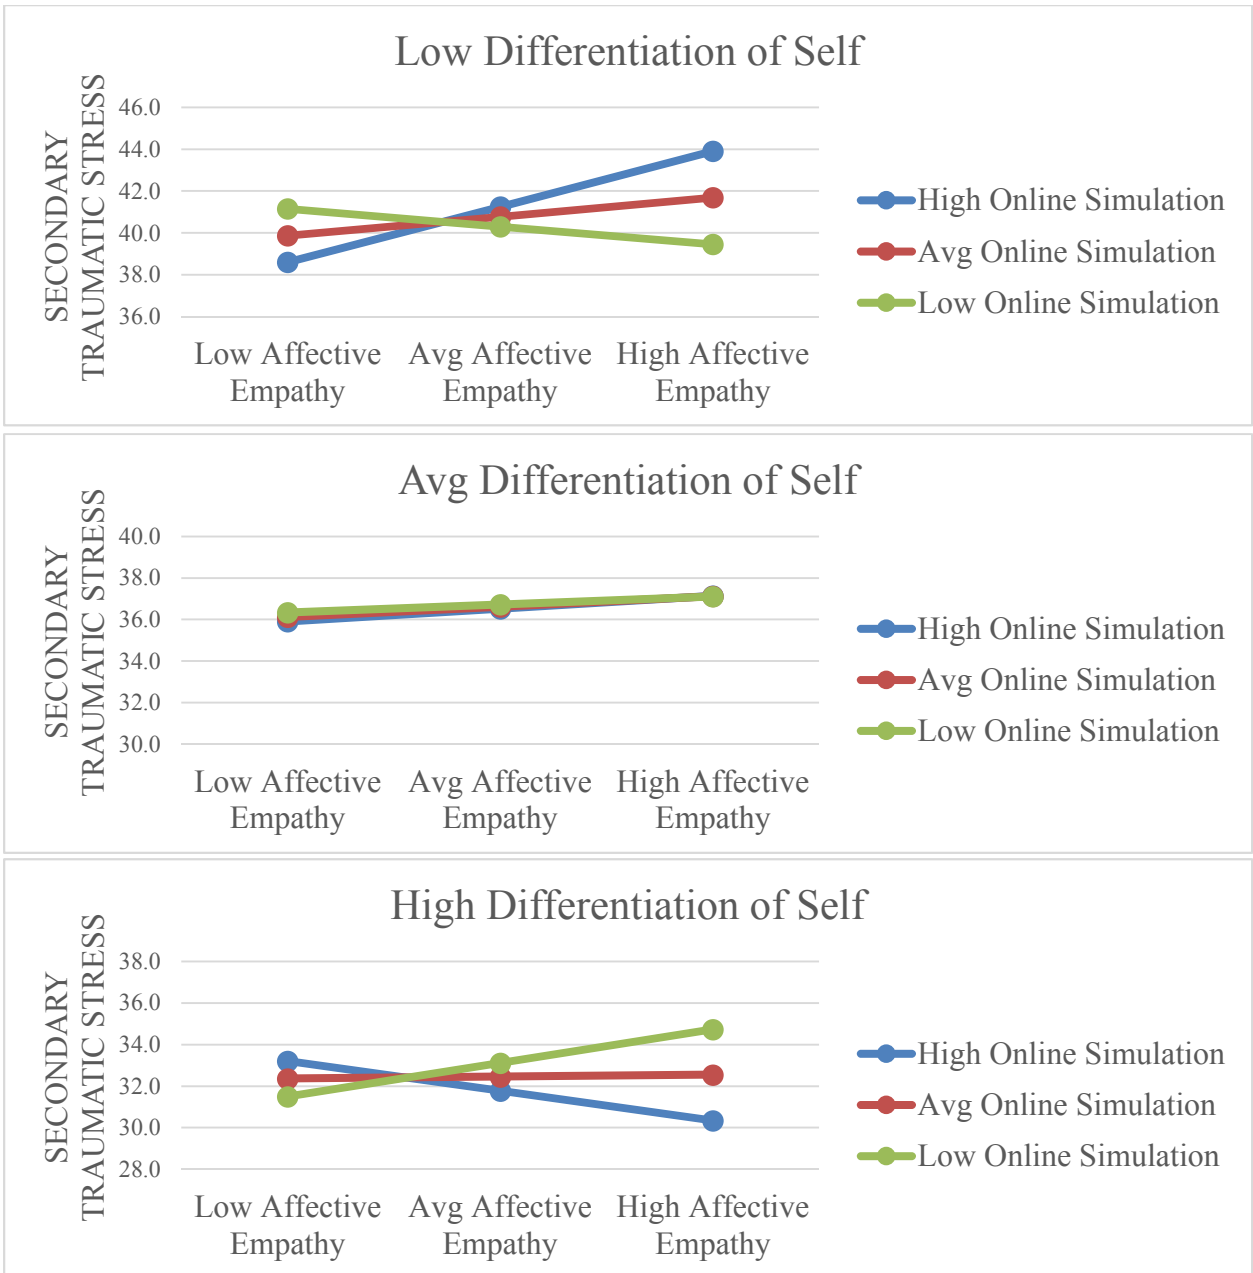 Low Differentiation of Self
SECONDARY
TRAUMATIC STRESS
46.0
44.0
42.0
40.0
38.0
36.0
Low Affective
Empathy
Avg Affective
Empathy
High Affective
Empathy
High Online Simulation
Avg Online Simulation
Low Online Simulation
Avg Differentiation of Self
SECONDARY
TRAUMATIC STRESS
40.0
38.0
36.0
34.0
32.0
30.0
Low Affective
Empathy
Avg Affective
Empathy
High Affective
Empathy
High Online Simulation
Avg Online Simulation
Low Online Simulation
High Differentiation of Self
SECONDARY
TRAUMATIC STRESS
38.0
36.0
34.0
32.0
30.0
28.0
Low Affective
Empathy
Avg Affective
Empathy
High Affective
Empathy
High Online Simulation
Avg Online Simulation
Low Online Simulation